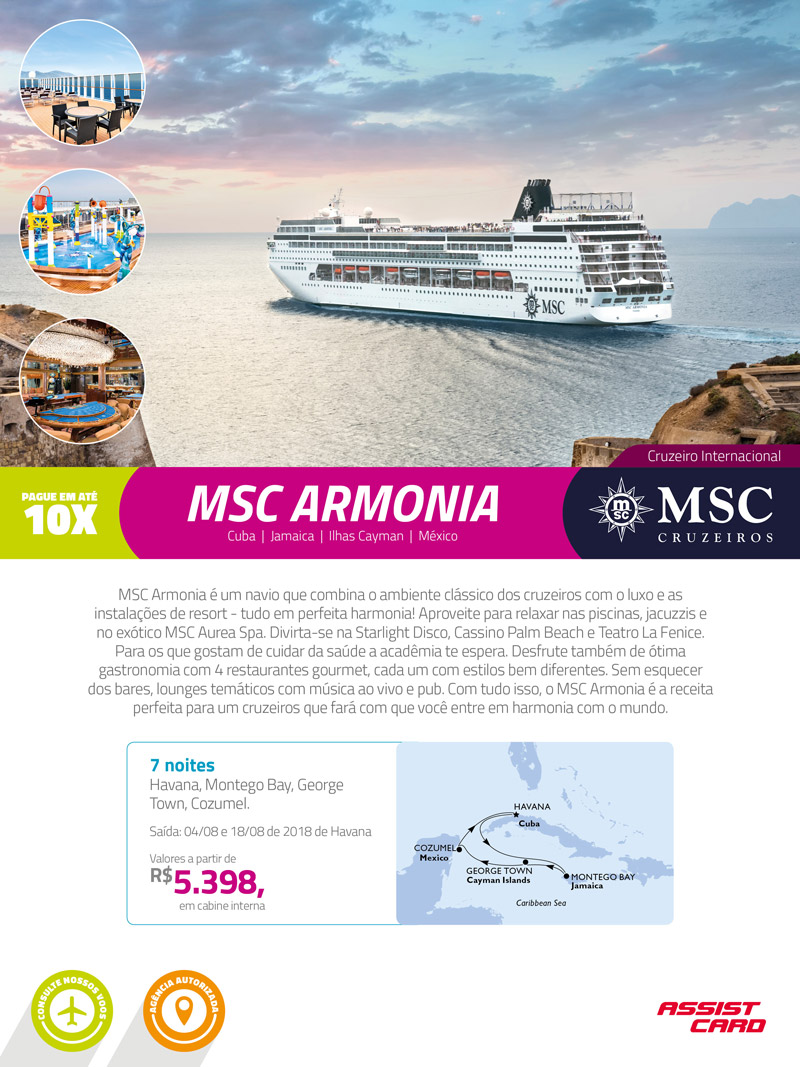 MSC
MSC ARMONIA
Cruzeiro Internacional
PAGUE EM ATÉ
10X
MSC ARMONIA
Cuba | Jamaica | Ilhas Cayman | México
msc
MSC
CRUZEIROS
MSC Armonia é um navio que combina o ambiente clássico dos cruzeiros com o luxo e as
instalações de resort - tudo em perfeita harmonia! Aproveite para relaxar nas piscinas, jacuzzis e
no exótico MSC Aurea Spa. Divirta-se na Starlight Disco, Cassino Palm Beach e Teatro La Fenice.
Para os que gostam de cuidar da saúde a acadêmia te espera. Desfrute também de ótima
gastronomia com 4 restaurantes gourmet, cada um com estilos bem diferentes. Sem esquecer
dos bares, lounges temáticos com música ao vivo e pub. Com tudo isso, o MSC Armonia é a receita
perfeita para um cruzeiros que fará com que você entre em harmonia com o mundo.
7 noites
Havana, Montego Bay, George
Town, Cozumel.
Saída: 04/08 e 18/08 de 2018 de Havana
Valores a partir de
R$5.398,
em cabine interna
HAVANA
Cuba
COZUMEL
Mexico
GEORGE TOWN
Cayman Islands
MONTEGO BAY
Jamaica
Caribbean Sea
CONSULTE NOSSOS VOOS
AGÊNCIA AUTORIZADA
ASSIST
CARD